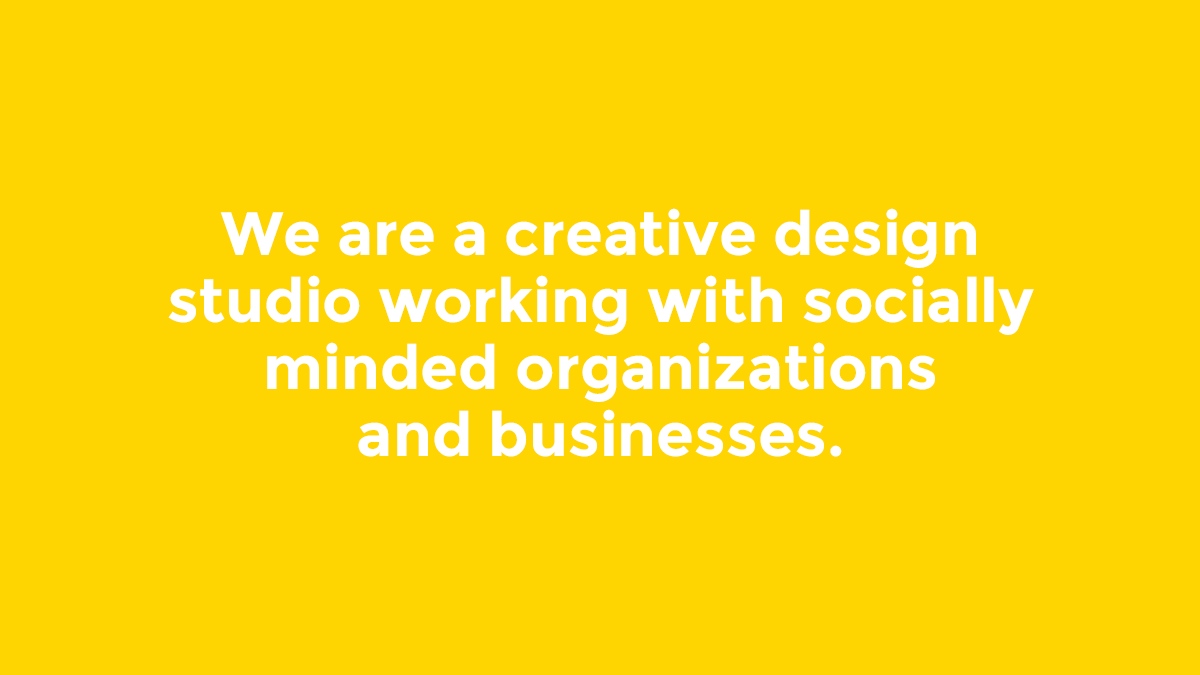 We are a creative design
studio working with socially
minded organizations
and businesses.